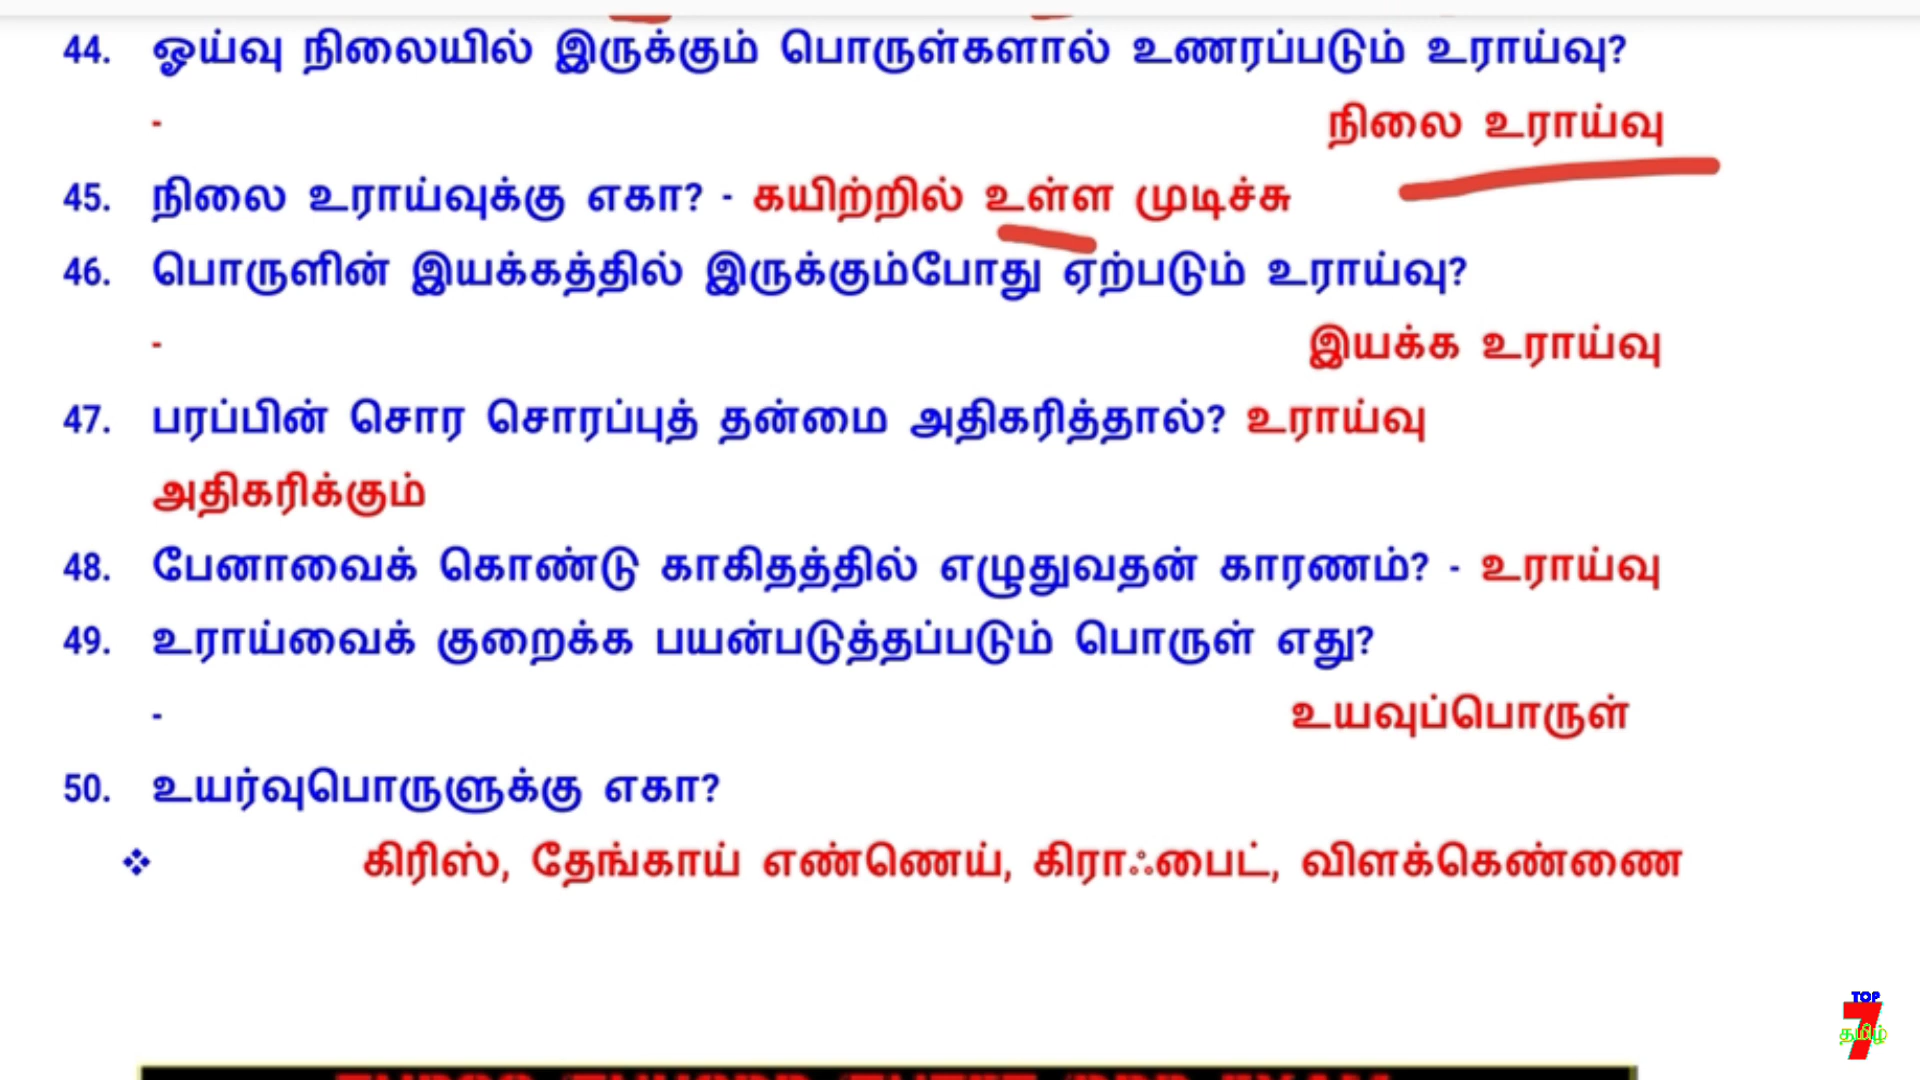 44. ஓய்வு நிலையில் இருக்கும் பொருள்களால் உணரப்படும் உராய்வு?
- நிலை உராய்வு
45. நிலை உராய்வுக்கு எகா? - கயிற்றில் உள்ள முடிச்சு
46. பொருளின் இயக்கத்தில் இருக்கும்போது ஏற்படும் உராய்வு?
- இயக்க உராய்வு
47. பரப்பின் சொர சொரப்புத் தன்மை அதிகரித்தால்? உராய்வு
அதிகரிக்கும்
48. பேனாவைக் கொண்டு காகிதத்தில் எழுதுவதன் காரணம்? - உராய்வு
49. உராய்வைக் குறைக்க பயன்படுத்தப்படும் பொருள் எது?
- உயவுப்பொருள்
50. உயர்வுபொருளுக்கு எகா?
❖ கிரிஸ், தேங்காய் எண்ணெய், கிராஃபைட், விளக்கெண்ணை
TOP
7
தமிழ்